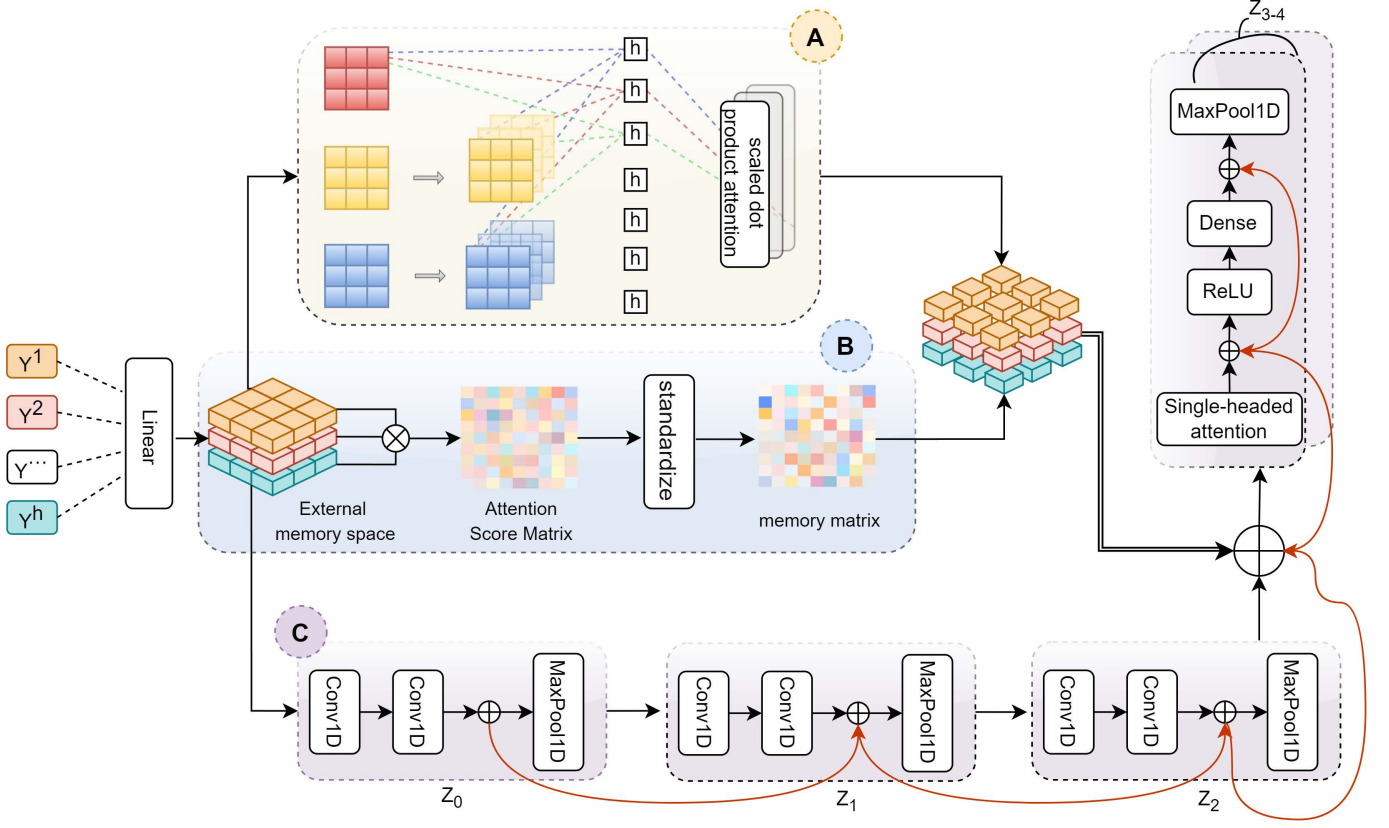 Z3-4
A
h
h
h
h
h
h
h
scaled dot
product attention
MaxPool1D
Dense
ReLU
Single-headed
attention
Y1
Y2
Y...
Yh
Linear
B
External
memory space
Attention
Score Matrix
standardize
memory matrix
C
Conv1D
Conv1D
MaxPool1D
Z0
Conv1D
Conv1D
MaxPool1D
Z1
Conv1D
Conv1D
MaxPool1D
Z2